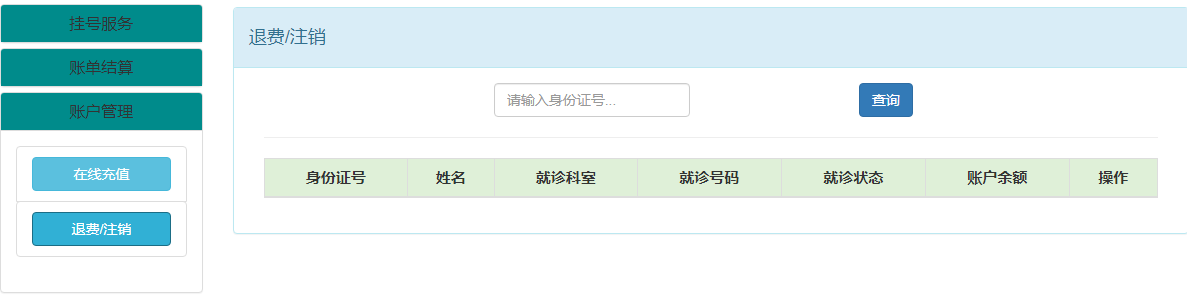 挂号服务
账单结算
账户管理
在线充值
退费/注销
退费/注销
请输入身份证号... 查询
身份证号 姓名 就诊科室 就诊号码 就诊状态 账户余额 操作